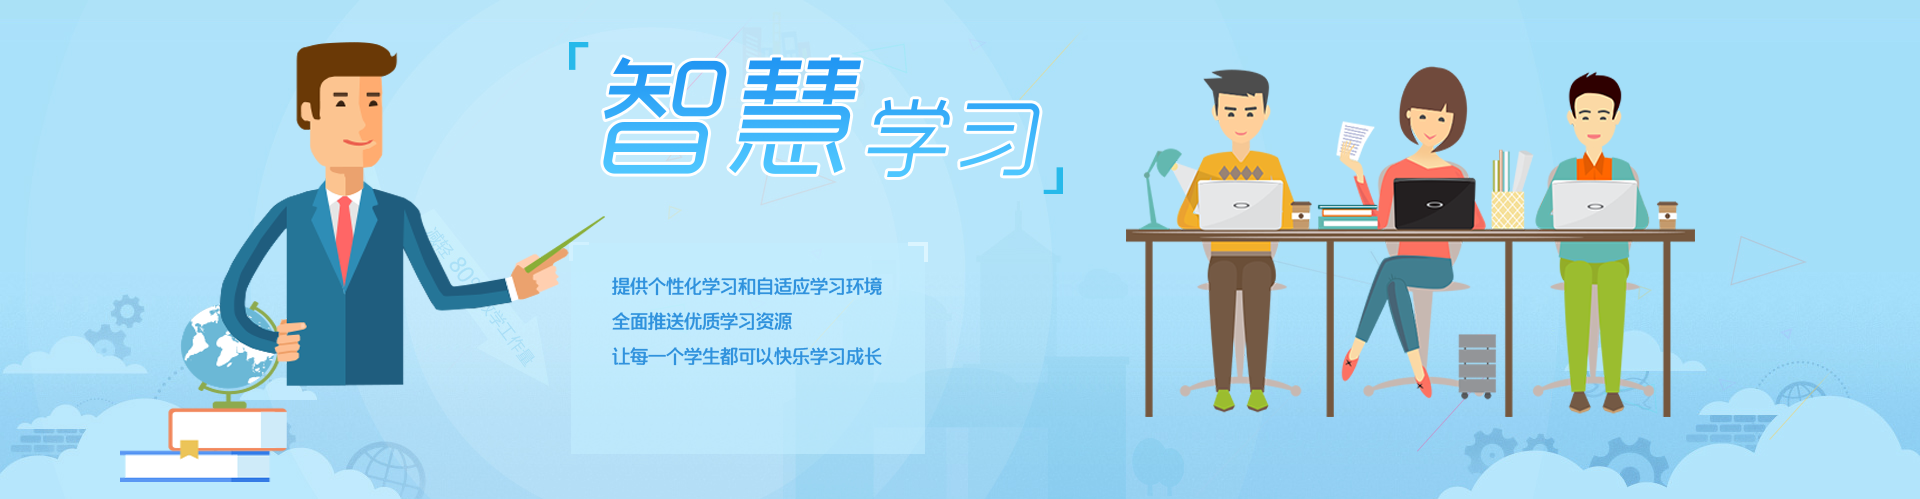 智慧学习
提供个性化学习和自适应学习环境
全面推送优质学习资源
让每一个学生都可以快乐学习成长